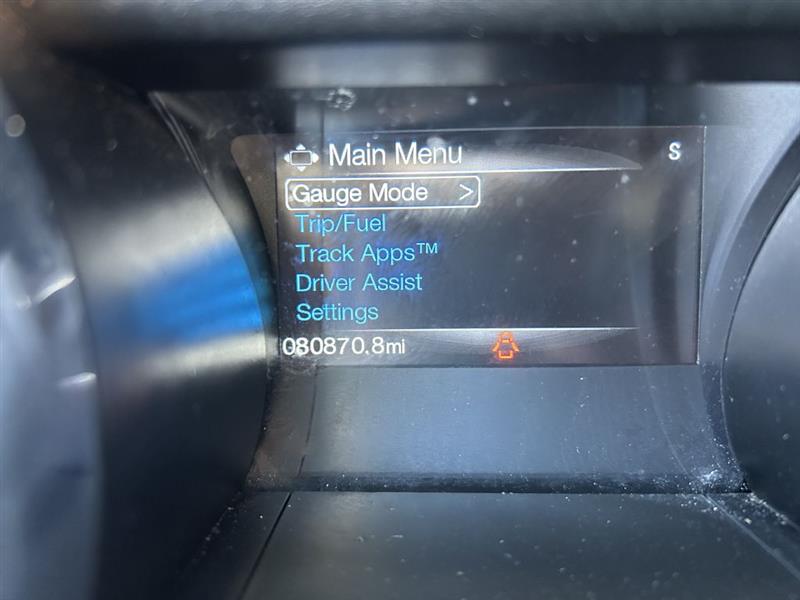 Main Menu S
Gauge Mode >
Trip/Fuel
Track Apps™
Driver Assist
Settings
080870.8mi